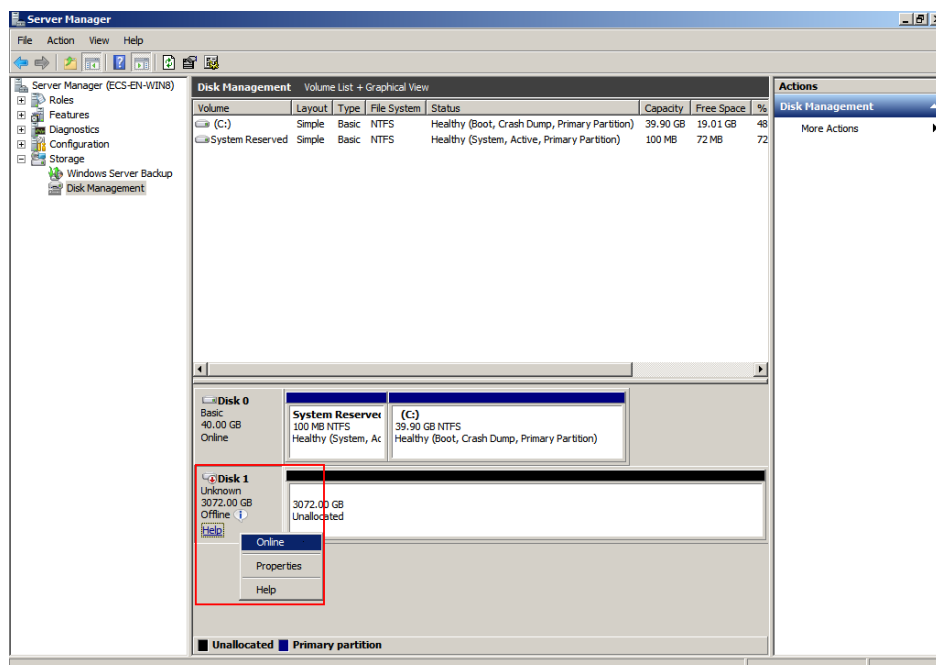 Server Manager
File Action View Help
Server Manager (ECS-EN-WIN8)
Roles
Features
Diagnostics
Configuration
Storage
Windows Server Backup
Disk Management
Disk Management Volume List + Graphical View
Volume Layout Type File System Status Capacity Free Space %
(C:) Simple Basic NTFS Healthy (Boot, Crash Dump, Primary Partition) 39.90 GB 19.01 GB 48
System Reserved Simple Basic NTFS Healthy (System, Active, Primary Partition) 100 MB 72 MB 72
Disk 0
Basic
40.00 GB
Online
System Reserved
100 MB NTFS
Healthy (System, Ac
(C:)
39.90 GB NTFS
Healthy (Boot, Crash Dump, Primary Partition)
Disk 1
Unknown
3072.00 GB
Offline
Help
3072.00 GB
Unallocated
Online
Properties
Help
Unallocated Primary partition
Actions
Disk Management
More Actions